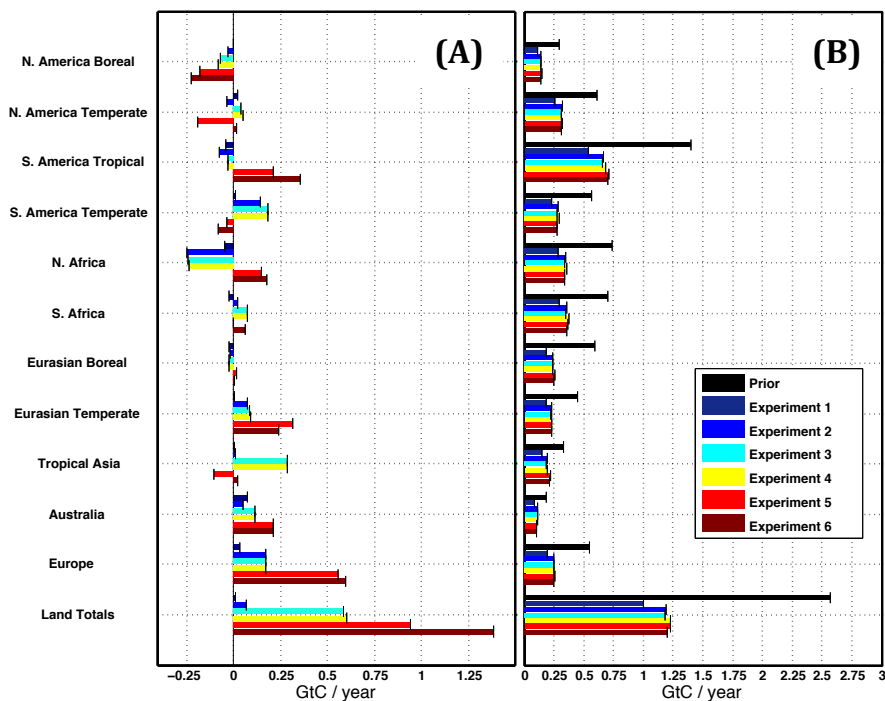 (A)
(B)
N. America Boreal
N. America Temperate
S. America Tropical
S. America Temperate
N. Africa
S. Africa
Eurasian Boreal
Eurasian Temperate
Tropical Asia
Australia
Europe
Land Totals
Prior
Experiment 1
Experiment 2
Experiment 3
Experiment 4
Experiment 5
Experiment 6
−0.25 0 0.25 0.5 0.75 1 1.25
0 0.25 0.5 0.75 1 1.25 1.5 1.75 2 2.25 2.5 2.75 3
GtC / year
GtC / year